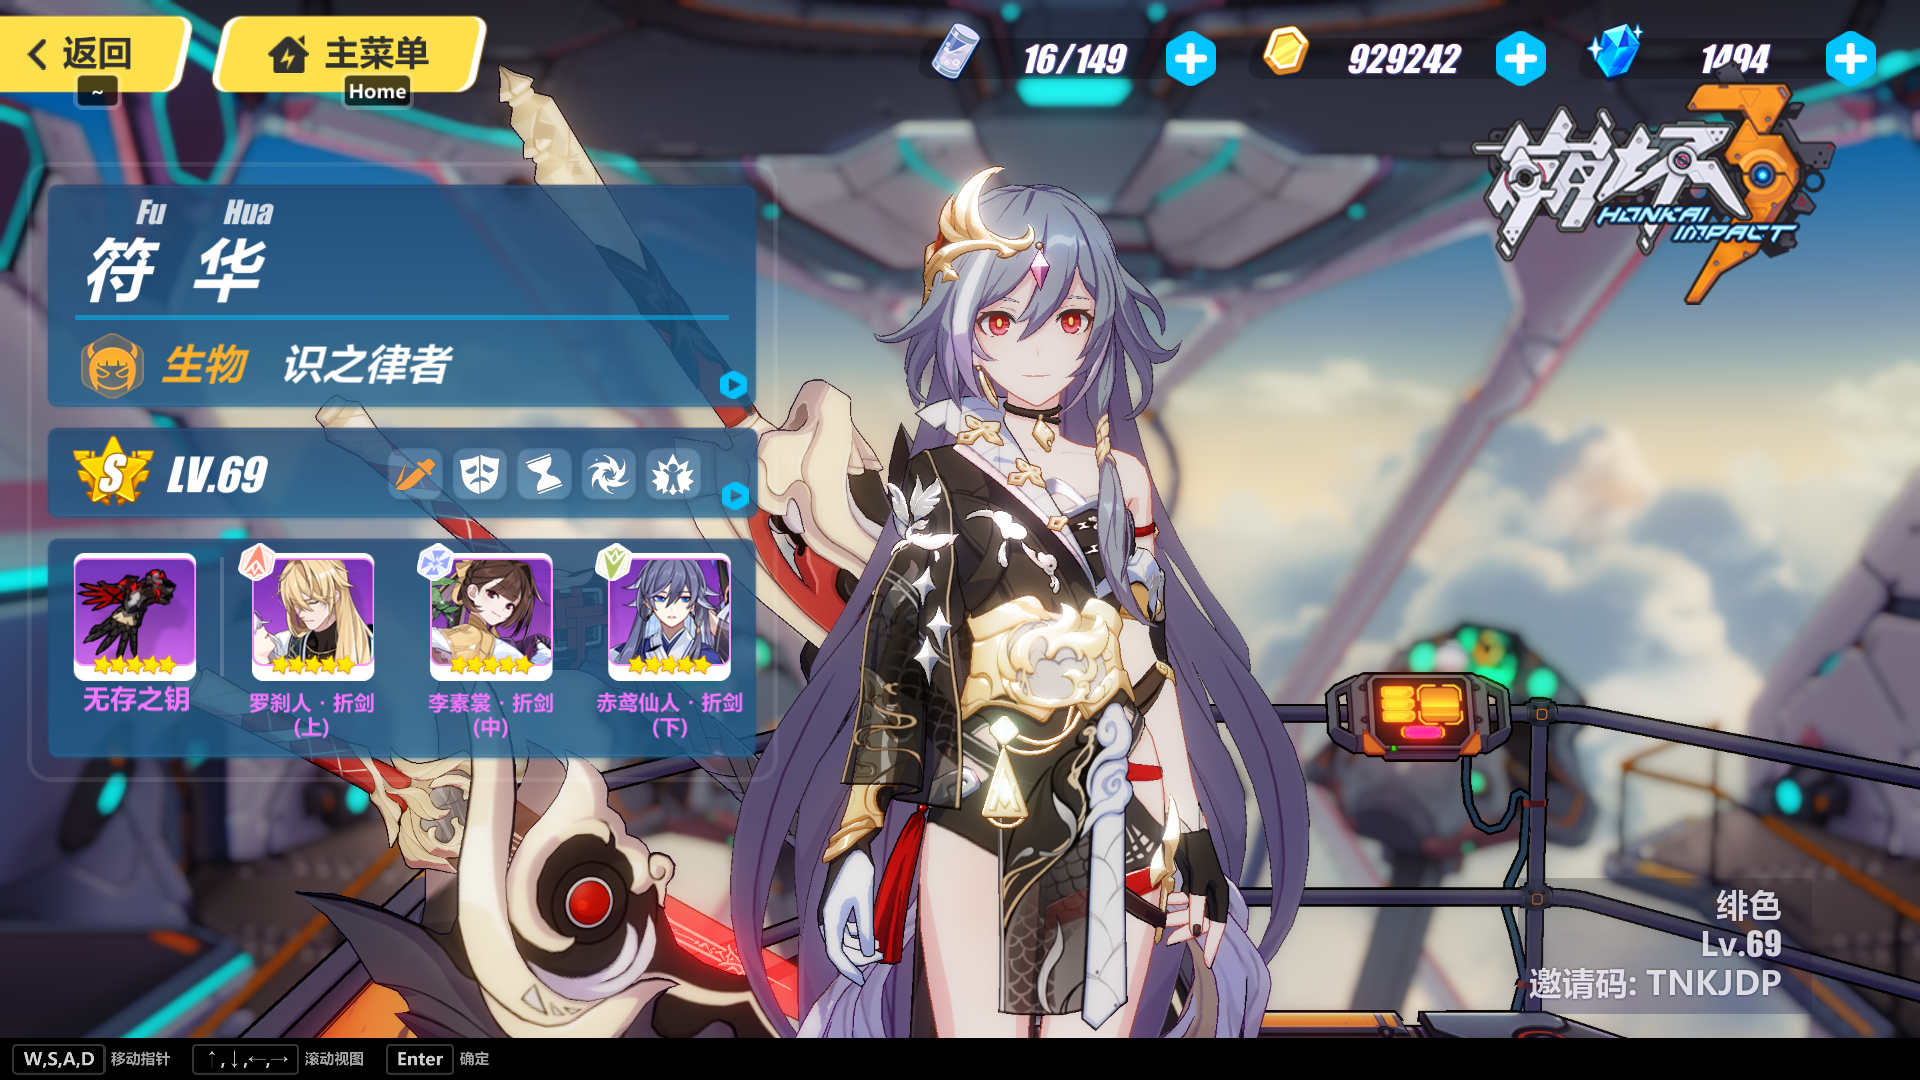 返回
~
主菜单
Home
16/149
929242
1494
崩坏3
HONKAI IMPACT
Fu Hua
符 华
生物 识之律者
S LV.69
无存之钥
罗刹人·折剑
(上)
李素裳·折剑
(中)
赤鸢仙人·折剑
(下)
绯色
Lv.69
邀请码: TNKJDP
W,S,A,D 移动指针 ↑,↓,←,→ 滚动视图 Enter 确定